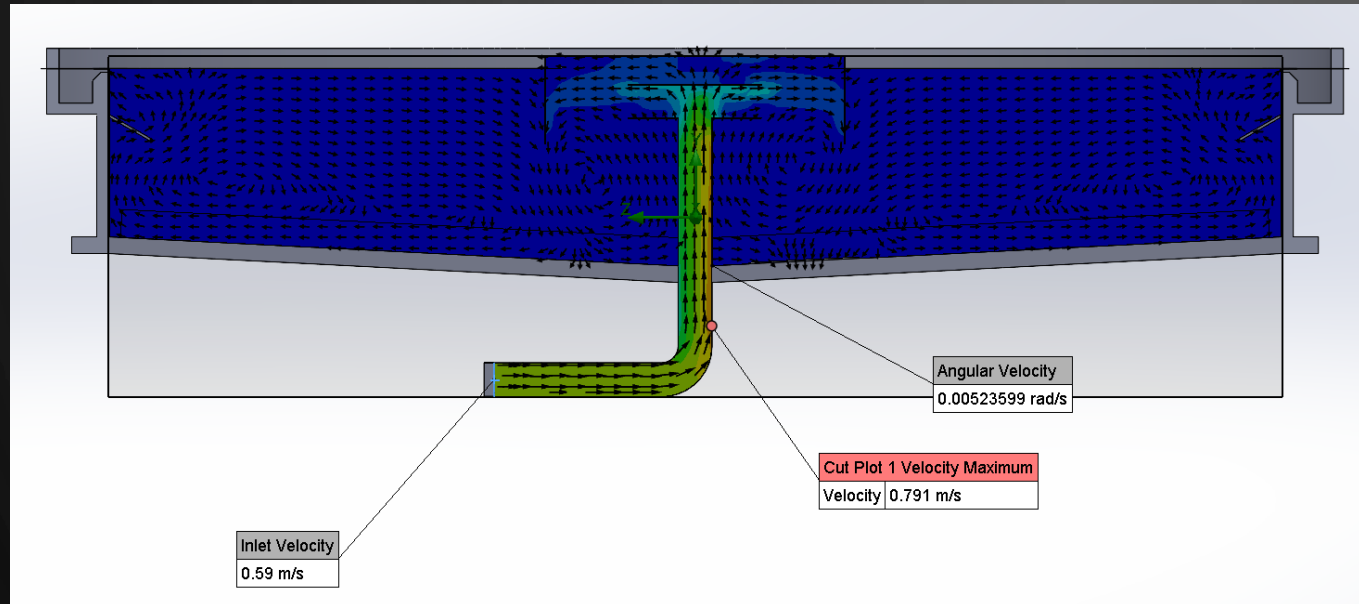 Z
Y
Angular Velocity
0.00523599 rad/s
Cut Plot 1 Velocity Maximum
Velocity 0.791 m/s
Inlet Velocity
0.59 m/s